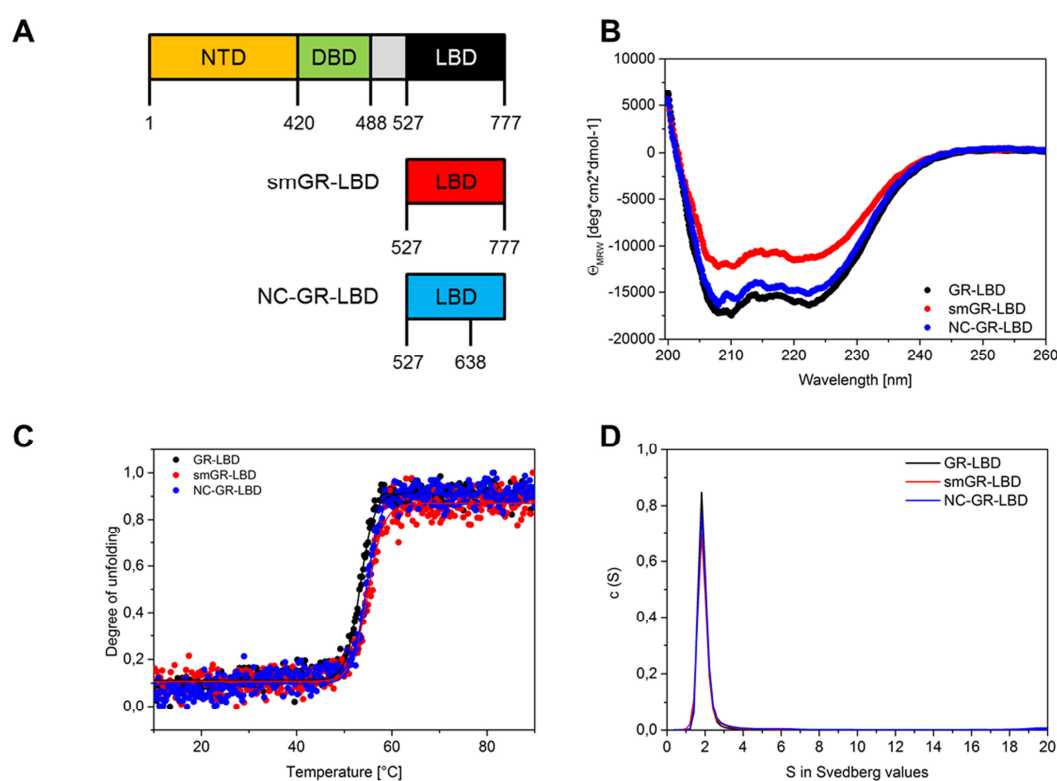 A
NTD DBD LBD
1 420 488 527 777
smGR-LBD LBD
527 777
NC-GR-LBD LBD
527 638
B
10000
5000
0
-5000
-10000
-15000
-20000
ΘMRW [deg*cm2*dmol-1]
GR-LBD
smGR-LBD
NC-GR-LBD
200 210 220 230 240 250 260
Wavelength [nm]
C
GR-LBD
smGR-LBD
NC-GR-LBD
1,0
0,8
0,6
0,4
0,2
0,0
Degree of unfolding
20 40 60 80
Temperature [°C]
D
1,0
0,8
0,6
0,4
0,2
0,0
c (S)
GR-LBD
smGR-LBD
NC-GR-LBD
0 2 4 6 8 10 12 14 16 18 20
S in Svedberg values